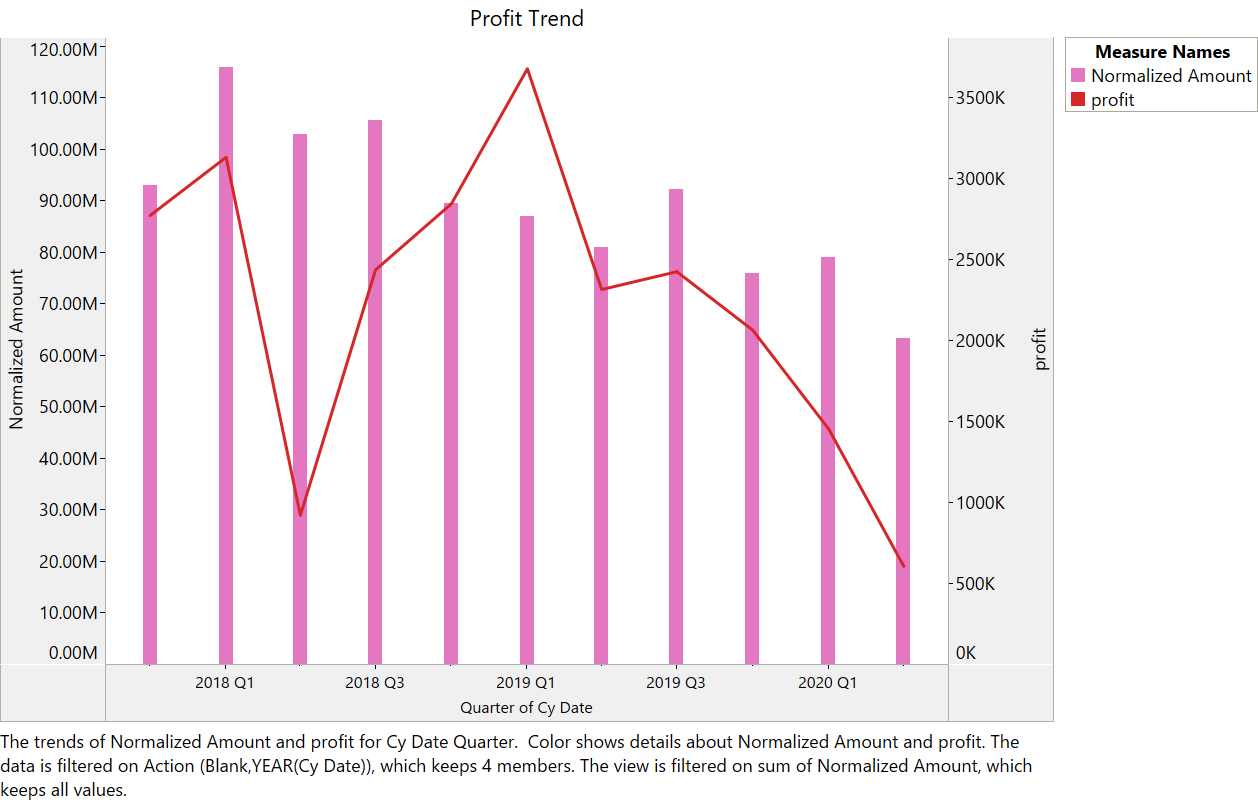 Profit Trend
120.00M
110.00M
100.00M
90.00M
80.00M
70.00M
60.00M
50.00M
40.00M
30.00M
20.00M
10.00M
0.00M
Normalized Amount
3500K
3000K
2500K
2000K
1500K
1000K
500K
0K
profit
2018 Q1
2018 Q3
2019 Q1
2019 Q3
2020 Q1
Quarter of Cy Date
Measure Names
Normalized Amount
profit
The trends of Normalized Amount and profit for Cy Date Quarter.  Color shows details about Normalized Amount and profit. The
data is filtered on Action (Blank,YEAR(Cy Date)), which keeps 4 members. The view is filtered on sum of Normalized Amount, which
keeps all values.